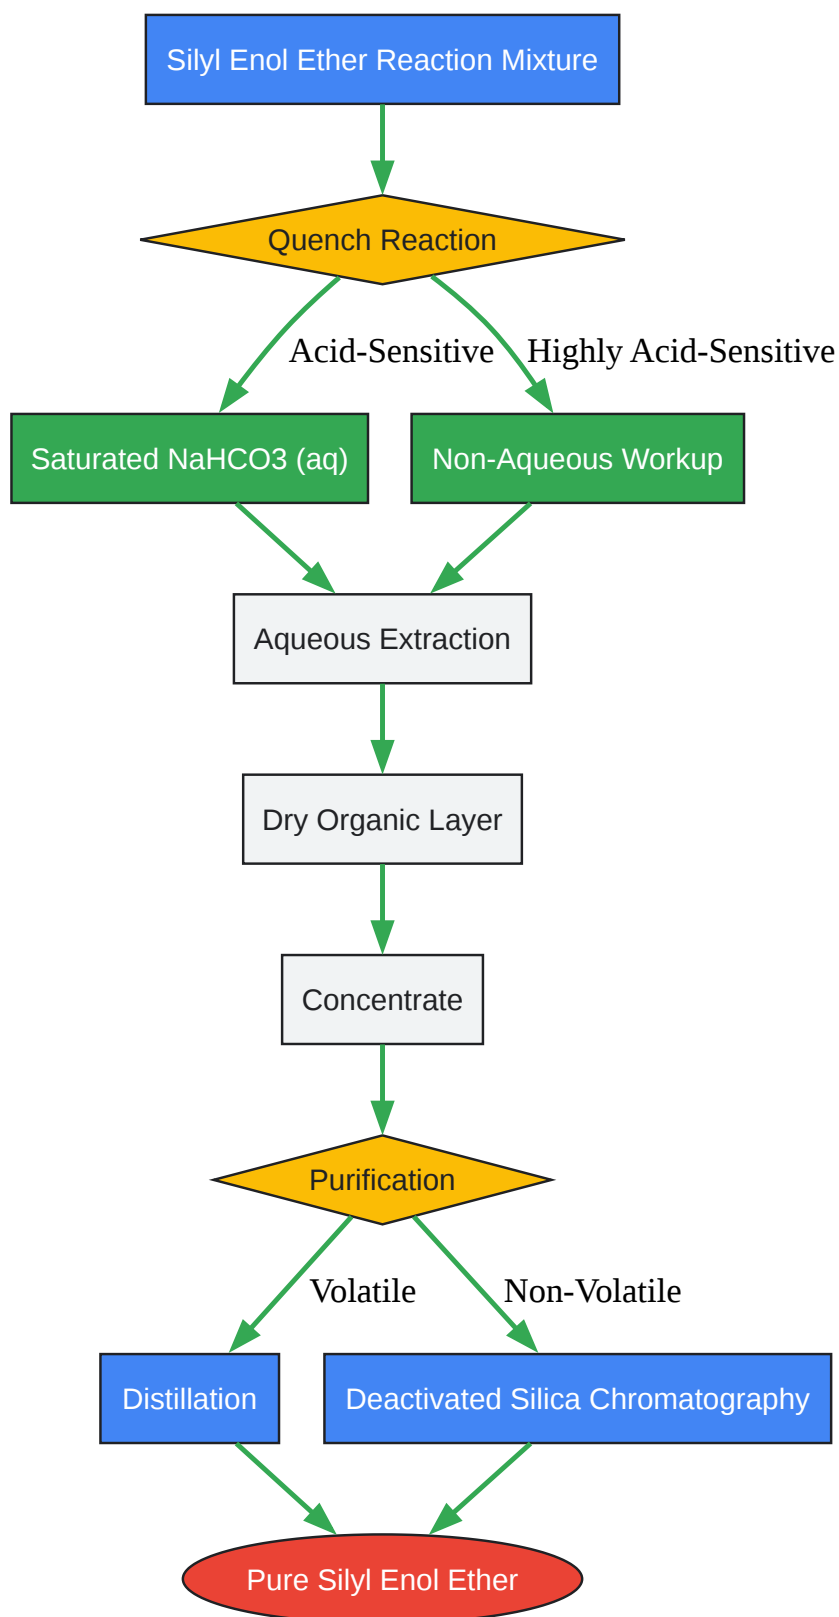 Silyl Enol Ether Reaction Mixture
Quench Reaction
Acid-Sensitive
Highly Acid-Sensitive
Saturated NaHCO3 (aq)
Non-Aqueous Workup
Aqueous Extraction
Dry Organic Layer
Concentrate
Purification
Volatile
Non-Volatile
Distillation
Deactivated Silica Chromatography
Pure Silyl Enol Ether